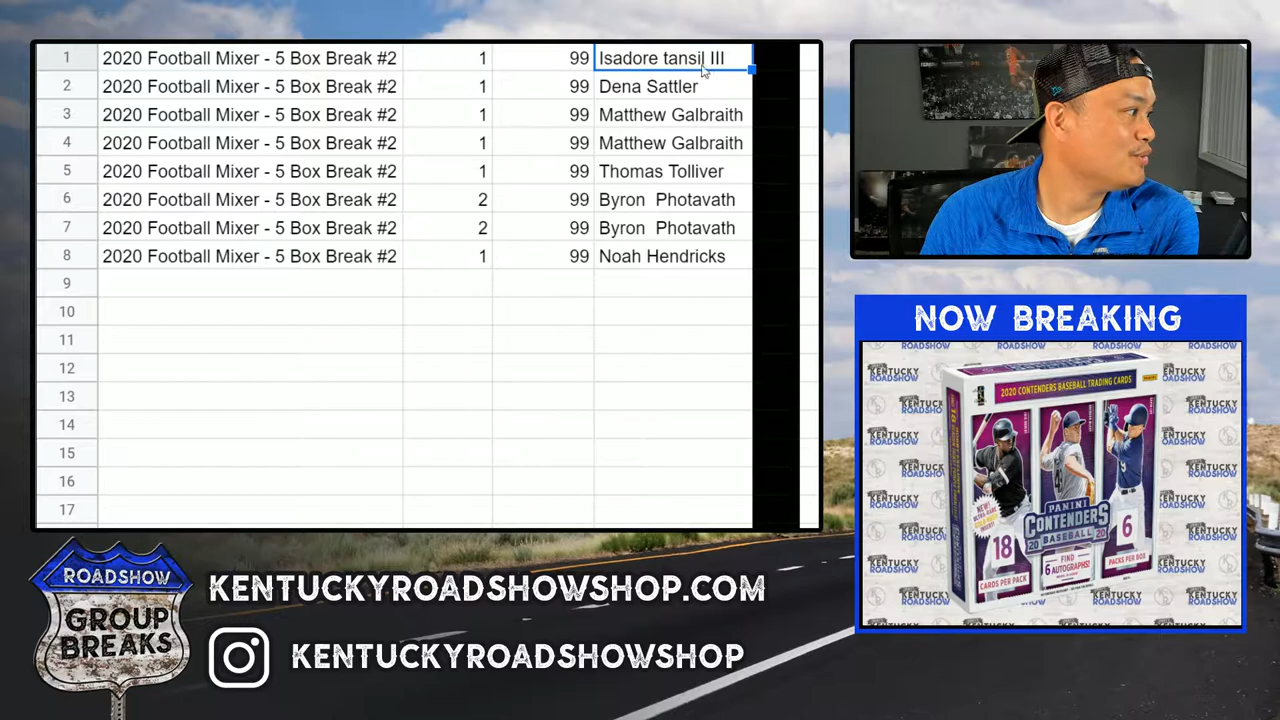 1 2020 Football Mixer - 5 Box Break #2 1 99 Isadore tansil III
2 2020 Football Mixer - 5 Box Break #2 1 99 Dena Sattler
3 2020 Football Mixer - 5 Box Break #2 1 99 Matthew Galbraith
4 2020 Football Mixer - 5 Box Break #2 1 99 Matthew Galbraith
5 2020 Football Mixer - 5 Box Break #2 1 99 Thomas Tolliver
6 2020 Football Mixer - 5 Box Break #2 2 99 Byron  Photavath
7 2020 Football Mixer - 5 Box Break #2 2 99 Byron  Photavath
8 2020 Football Mixer - 5 Box Break #2 1 99 Noah Hendricks
9
10
11
12
13
14
15
16
17
NOW BREAKING
KENTUCKY
ROADSHOW
2020 CONTENDERS BASEBALL TRADING CARDS
PANINI
CONTENDERS
20 BASEBALL 20
18
CARDS PER PACK
FIND
6 AUTOGRAPHS!
6
PACKS PER BOX
ROADSHOW
GROUP
BREAKS
KENTUCKYROADSHOWSHOP.COM
KENTUCKYROADSHOWSHOP